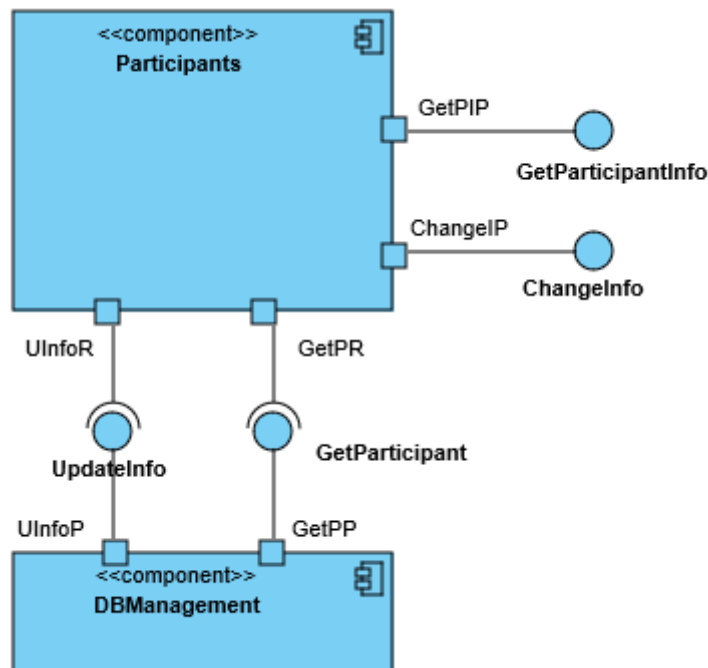 <<component>>
Participants
GetPIP
GetParticipantInfo
ChangeIP
ChangeInfo
UInfoR
GetPR
UpdateInfo
GetParticipant
UInfoP
GetPP
<<component>>
DBManagement